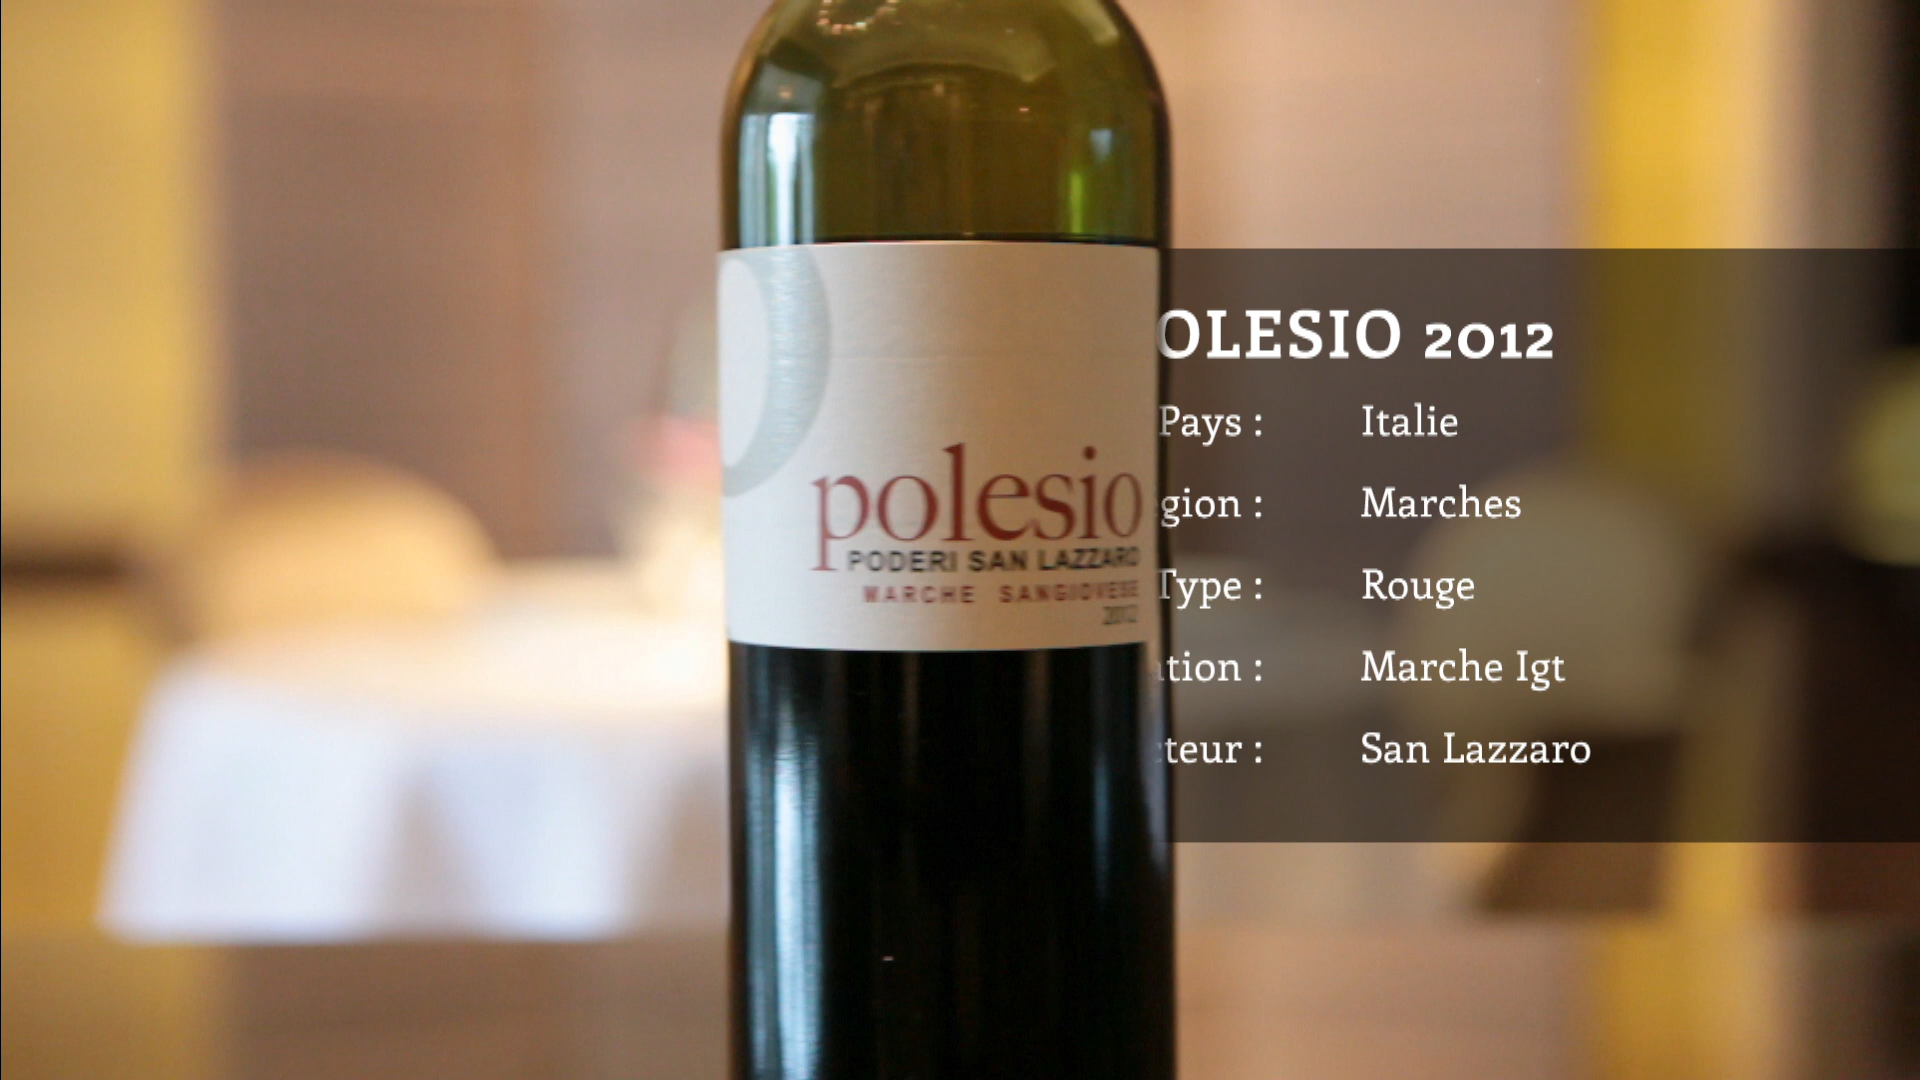 polesio
PODERI SAN LAZZARO
MARCHE SANGIOVESE
2012
OLESIO 2012
Pays : Italie
gion : Marches
Type : Rouge
tion : Marche Igt
cteur : San Lazzaro